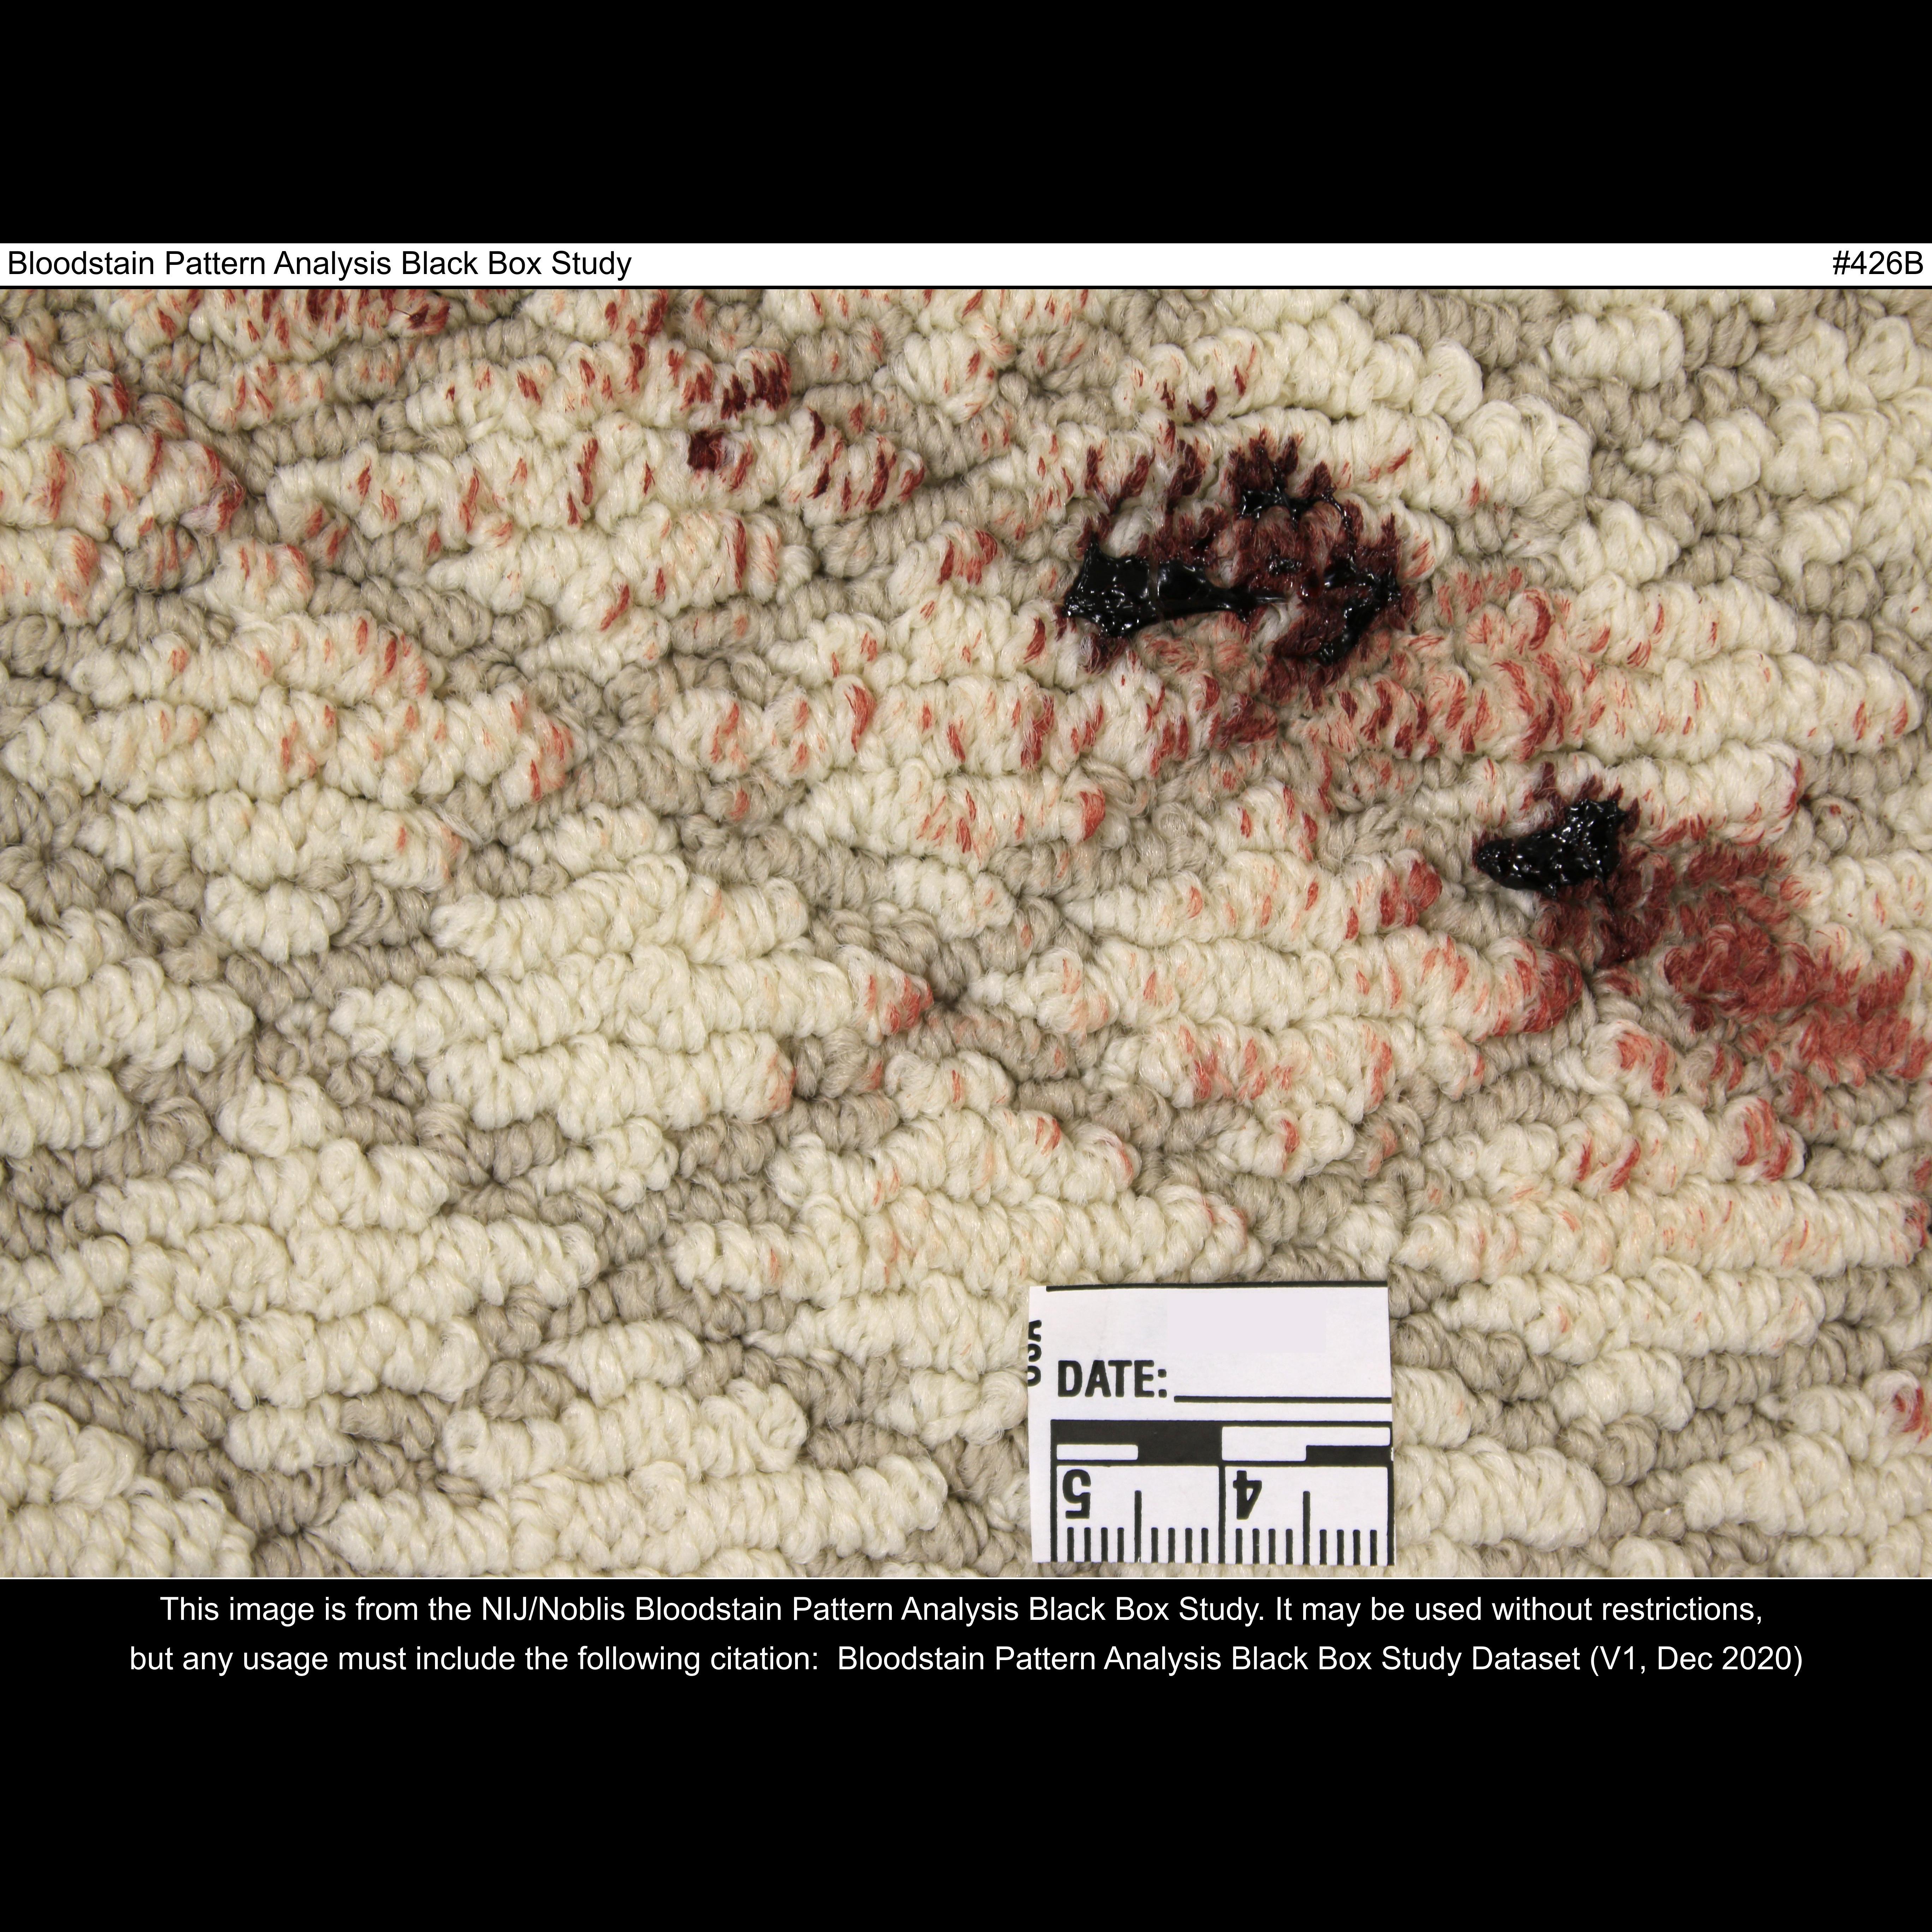 Bloodstain Pattern Analysis Black Box Study #426B
DATE:
5 4
This image is from the NIJ/Noblis Bloodstain Pattern Analysis Black Box Study. It may be used without restrictions,
but any usage must include the following citation: Bloodstain Pattern Analysis Black Box Study Dataset (V1, Dec 2020)